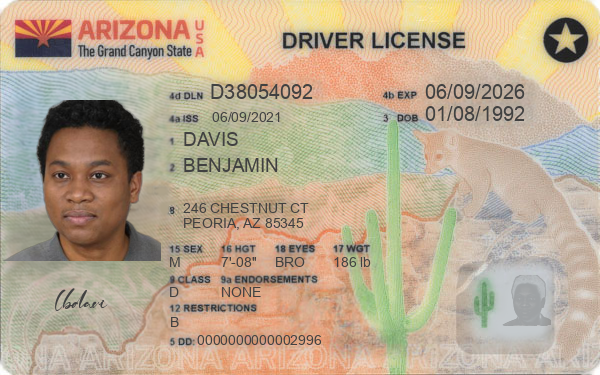 ARIZONA USA
The Grand Canyon State
DRIVER LICENSE
4d DLN D38054092
4b EXP 06/09/2026
4a ISS 06/09/2021
3 DOB 01/08/1992
1 DAVIS
2 BENJAMIN
8 246 CHESTNUT CT
PEORIA, AZ 85345
15 SEX 16 HGT 18 EYES 17 WGT
M 7'-08" BRO 186 lb
9 CLASS 9a ENDORSEMENTS
D NONE
12 RESTRICTIONS
B
5 DD: 0000000000002996
ARIZONA ARIZONA ARIZONA ARIZONA